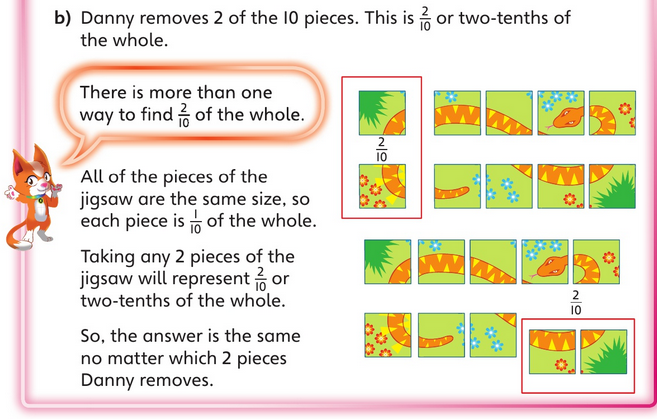 b) Danny removes 2 of the 10 pieces. This is 2/10 or two-tenths of
the whole.
There is more than one
way to find 2/10 of the whole.
All of the pieces of the
jigsaw are the same size, so
each piece is 1/10 of the whole.
Taking any 2 pieces of the
jigsaw will represent 2/10 or
two-tenths of the whole.
So, the answer is the same
no matter which 2 pieces
Danny removes.
2/10
2/10